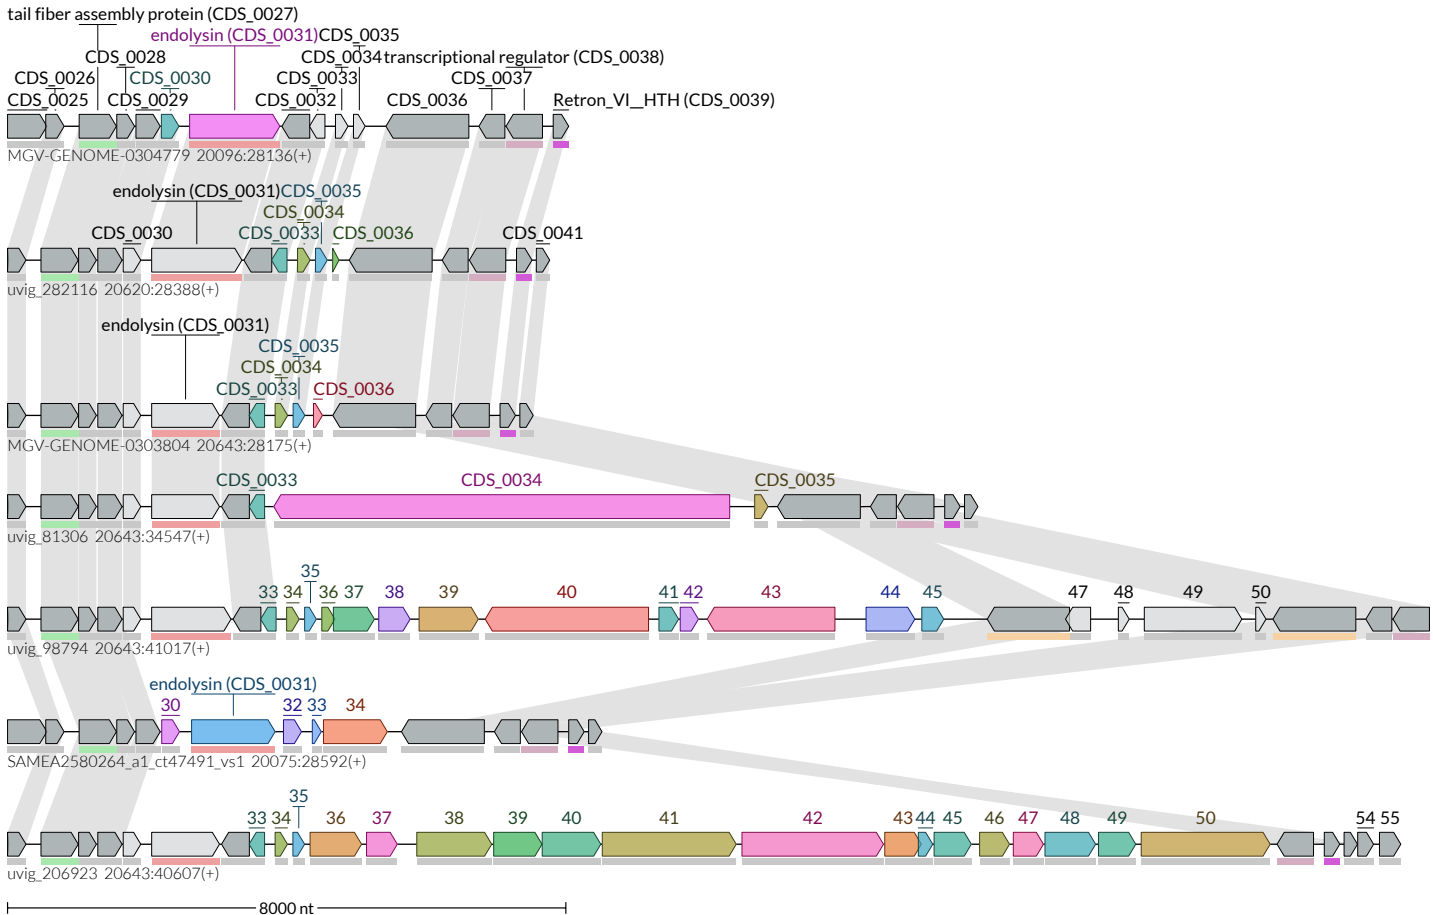 tail fiber assembly protein (CDS_0027)
endolysin (CDS_0031) CDS_0035
CDS_0028 CDS_0034 transcriptional regulator (CDS_0038)
CDS_0026 CDS_0030 CDS_0033 CDS_0037
CDS_0025 CDS_0029 CDS_0032 CDS_0036 Retron_VI__HTH (CDS_0039)
MGV-GENOME-0304779 20096:28136(+)
endolysin (CDS_0031) CDS_0035
CDS_0034
CDS_0030 CDS_0033 CDS_0036 CDS_0041
uvig_282116 20620:28388(+)
endolysin (CDS_0031)
CDS_0035
CDS_0034
CDS_0033 CDS_0036
MGV-GENOME-0303804 20643:28175(+)
CDS_0033 CDS_0034 CDS_0035
uvig_81306 20643:34547(+)
35
33 34 36 37 38 39 40 41 42 43 44 45 47 48 49 50
uvig_98794 20643:41017(+)
endolysin (CDS_0031)
30 32 33 34
SAMEA2580264_a1_ct47491_vs1 20075:28592(+)
35
33 34 36 37 38 39 40 41 42 43 44 45 46 47 48 49 50 54 55
uvig_206923 20643:40607(+)
8000 nt